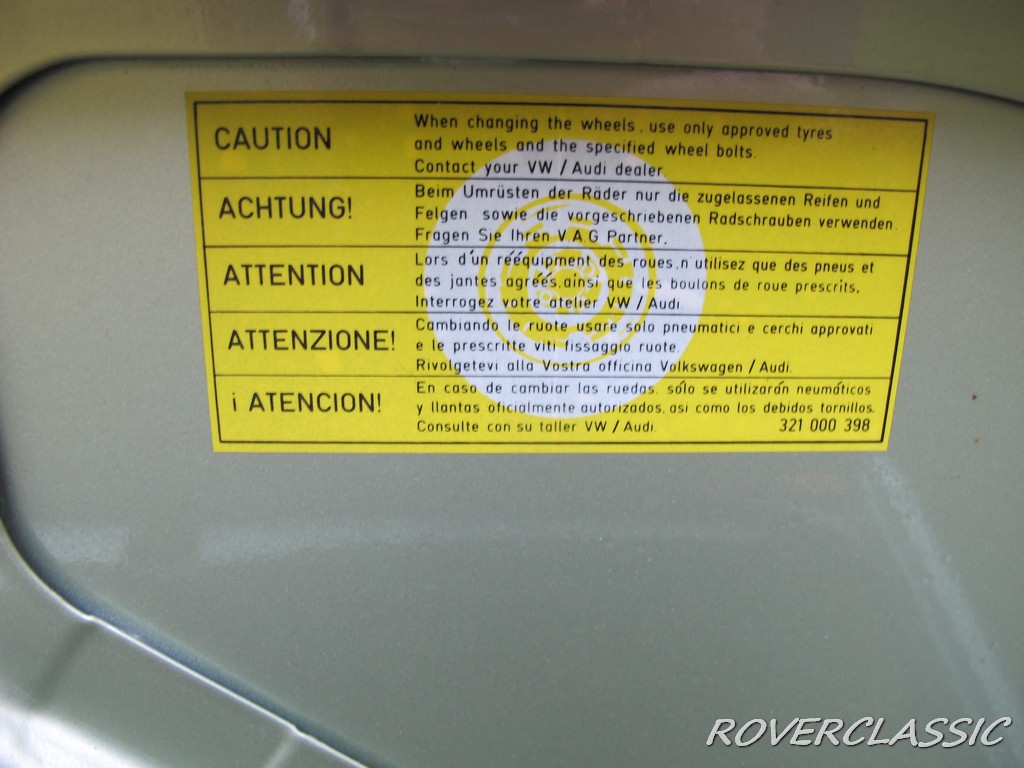 CAUTION
When changing the wheels, use only approved tyres
and wheels and the specified wheel bolts.
Contact your VW / Audi dealer.
ACHTUNG!
Beim Umrüsten der Räder nur die zugelassenen Reifen und
Felgen sowie die vorgeschriebenen Radschrauben verwenden.
Fragen Sie Ihren V.A.G Partner.
ATTENTION
Lors d'un rééquipment des roues, n'utilisez que des pneus et
des jantes agréés, ainsi que les boulons de roue prescrits.
Interrogez votre atelier VW / Audi.
ATTENZIONE!
Cambiando le ruote usare solo pneumatici e cerchi approvati
e le prescritte viti fissaggio ruote.
Rivolgetevi alla Vostra officina Volkswagen / Audi.
¡ ATENCION!
En caso de cambiar las ruedas, sólo se utilizarán neumáticos
y llantas oficialmente autorizados, asi como los debidos tornillos.
Consulte con su taller VW / Audi. 321 000 398
ROVERCLASSIC